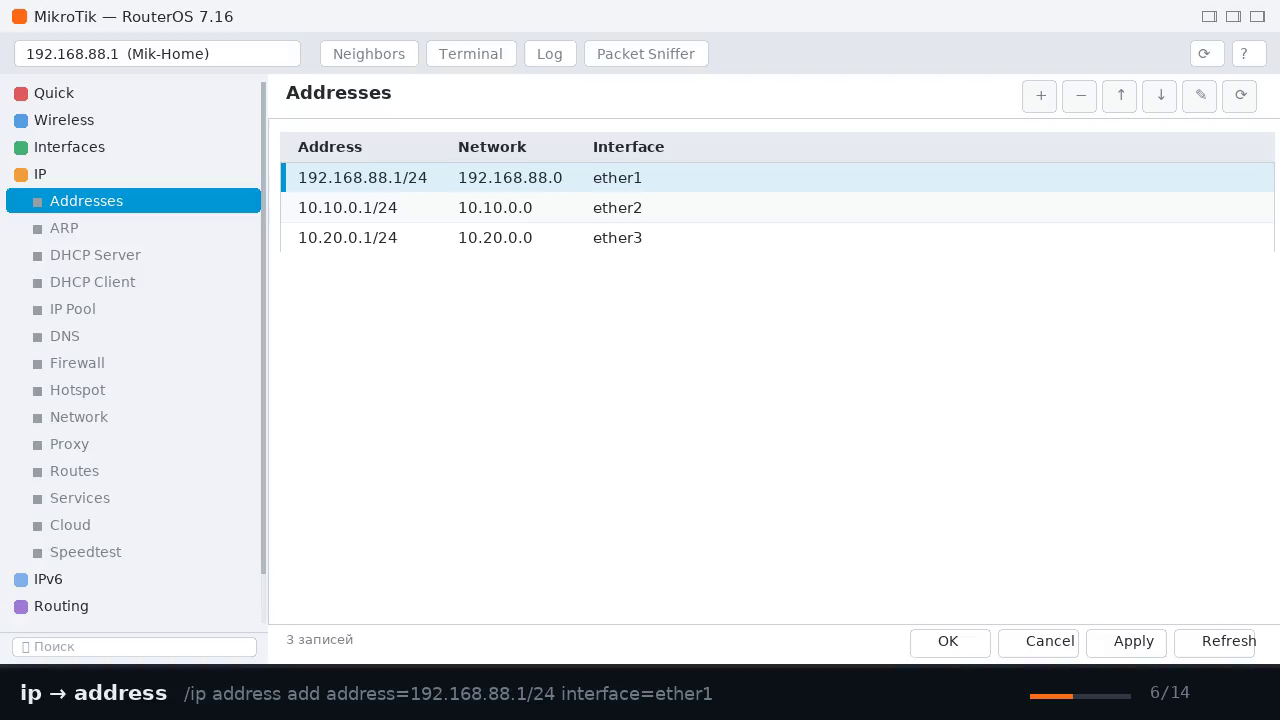 MikroTik — RouterOS 7.16
192.168.88.1 (Mik-Home)
Neighbors
Terminal
Log
Packet Sniffer
?
Quick
Wireless
Interfaces
IP
Addresses
ARP
DHCP Server
DHCP Client
IP Pool
DNS
Firewall
Hotspot
Network
Proxy
Routes
Services
Cloud
Speedtest
IPv6
Routing
Поиск
Addresses
+ − ↑ ↓ ✎ ⟳
Address Network Interface
192.168.88.1/24 192.168.88.0 ether1
10.10.0.1/24 10.10.0.0 ether2
10.20.0.1/24 10.20.0.0 ether3
3 записей
OK
Cancel
Apply
Refresh
ip → address /ip address add address=192.168.88.1/24 interface=ether1
6/14